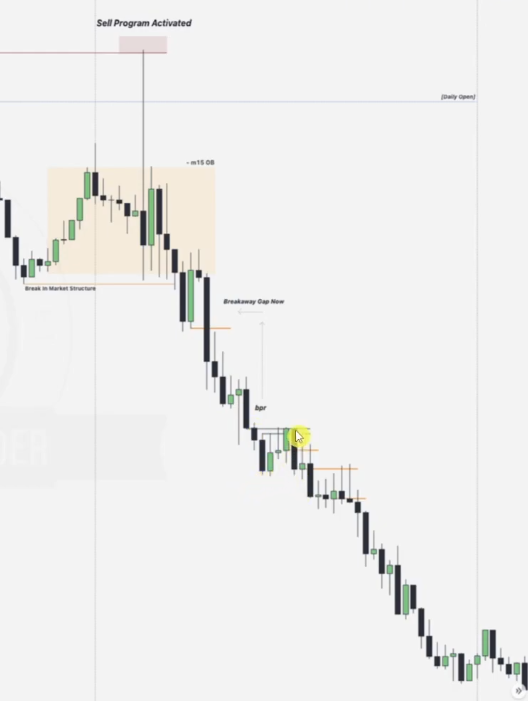 Sell Program Activated
[Daily Open]
- m15 OB
Break In Market Structure
Breakaway Gap Now
bpr